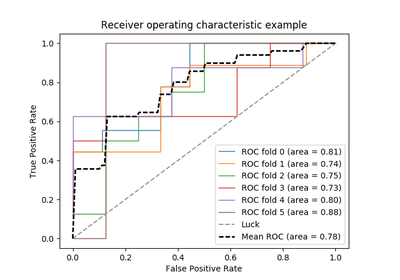 Receiver operating characteristic example
True Positive Rate
1.0
0.8
0.6
0.4
0.2
0.0
ROC fold 0 (area = 0.81)
ROC fold 1 (area = 0.74)
ROC fold 2 (area = 0.75)
ROC fold 3 (area = 0.73)
ROC fold 4 (area = 0.80)
ROC fold 5 (area = 0.88)
Luck
Mean ROC (area = 0.78)
0.0 0.2 0.4 0.6 0.8 1.0
False Positive Rate